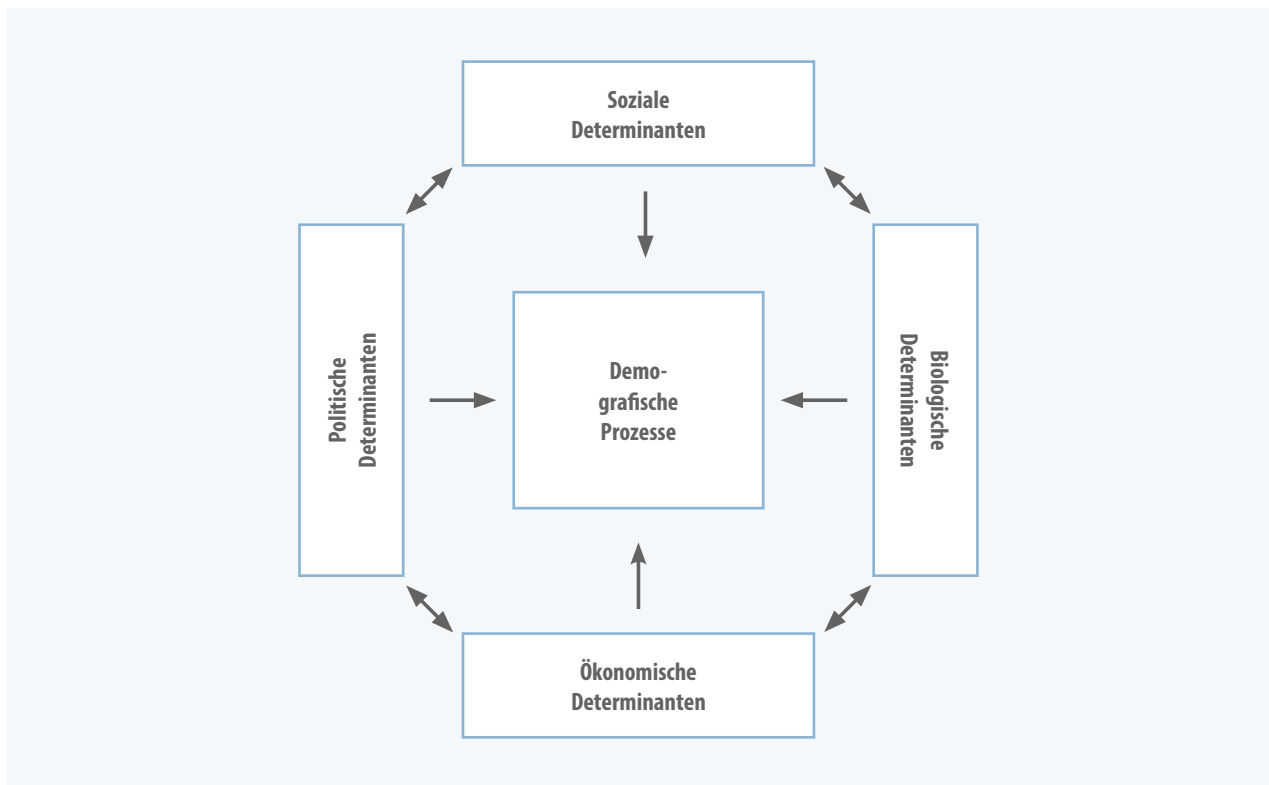 Soziale
Determinanten
Politische
Determinanten
Demo-
grafische
Prozesse
Biologische
Determinanten
Ökonomische
Determinanten